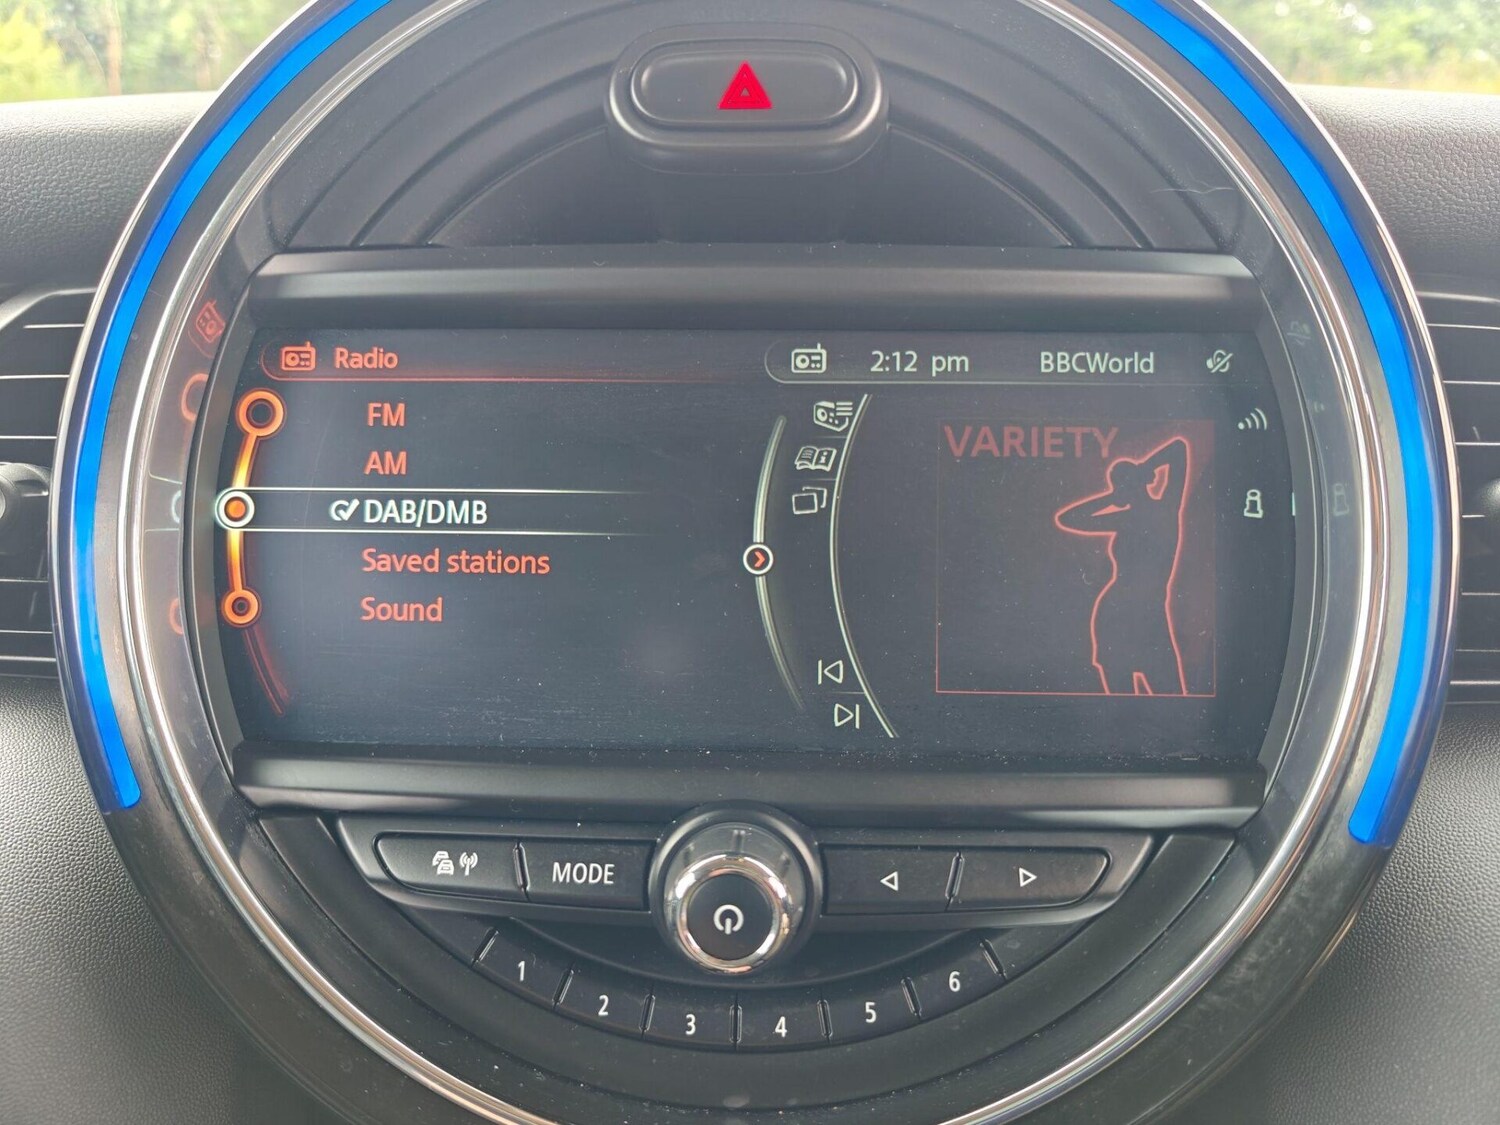 Radio
2:12 pm BBCWorld
FM
AM
DAB/DMB
Saved stations
Sound
VARIETY
MODE
1 2 3 4 5 6